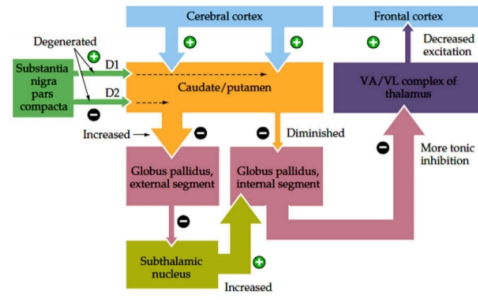 Cerebral cortex
Frontal cortex
Degenerated
+
+
+
+
Decreased
excitation
D1
Substantia
nigra
pars
compacta
Caudate/putamen
VA/VL complex of
thalamus
D2
−
Increased
−
−
Diminished
Globus pallidus,
external segment
Globus pallidus,
internal segment
−
More tonic
inhibition
−
Subthalamic
nucleus
+
Increased